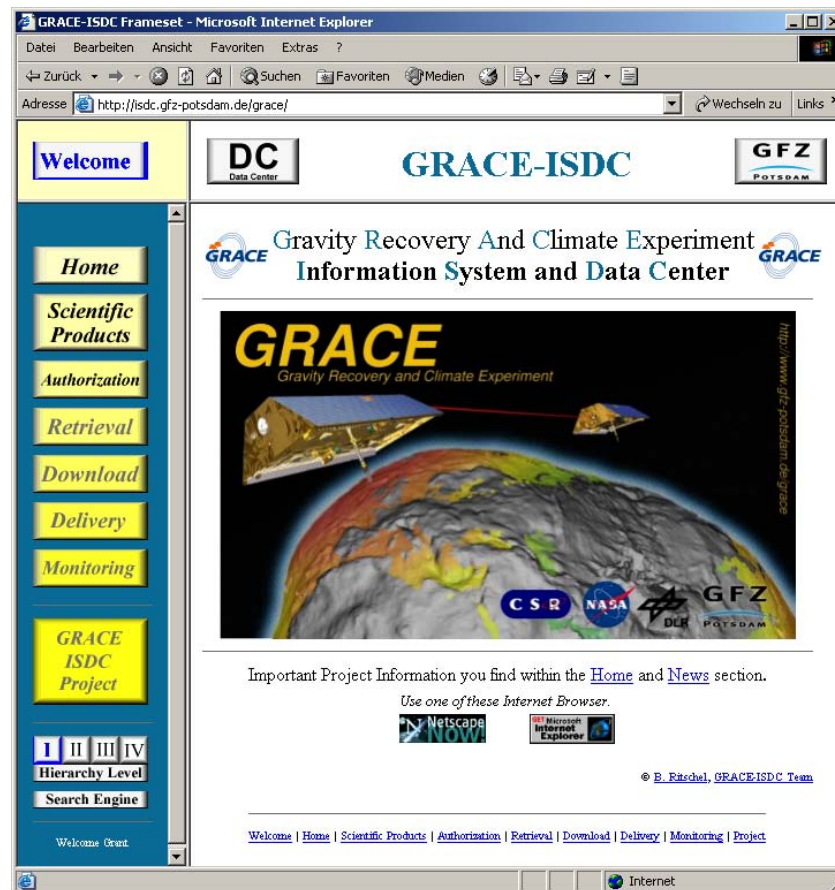 GRACE-ISDC Frameset - Microsoft Internet Explorer
Datei Bearbeiten Ansicht Favoriten Extras ?
Zurück Suchen Favoriten Medien
Adresse http://isdc.gfz-potsdam.de/grace/ Wechseln zu Links
Welcome
DC
Data Center
GRACE-ISDC
GFZ
POTSDAM
Home
Scientific
Products
Authorization
Retrieval
Download
Delivery
Monitoring
GRACE
ISDC
Project
I II III IV
Hierarchy Level
Search Engine
Welcome Grant
GRACE
Gravity Recovery And Climate Experiment
GRACE
Information System and Data Center
GRACE
Gravity Recovery and Climate Experiment
http://www.gfz-potsdam.de/grace
CSR
NASA
DLR
GFZ
POTSDAM
Important Project Information you find within the Home and News section.
Use one of these Internet Browser.
Netscape
NOW!
GET Microsoft
Internet
Explorer
© B. Ritschel, GRACE-ISDC Team
Welcome | Home | Scientific Products | Authorization | Retrieval | Download | Delivery | Monitoring | Project
Internet